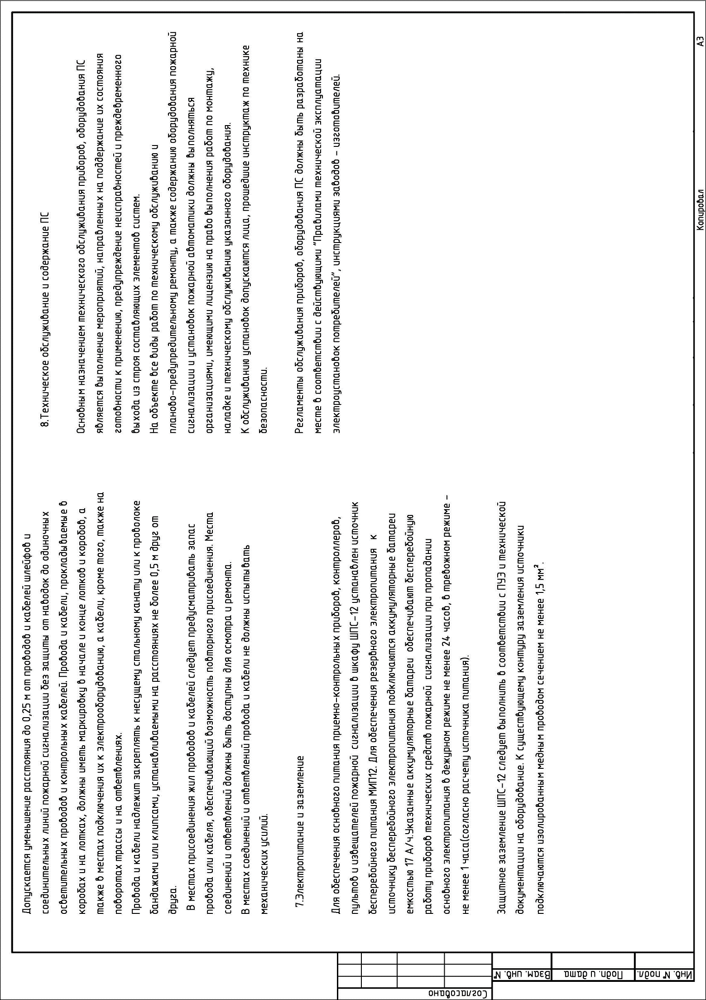 Допускается уменьшение расстояния до 0,25 м от проводов и кабелей шлейфов и
соединительных линий пожарной сигнализации без защиты от наводок до одиночных
осветительных проводов и контрольных кабелей. Провода и кабели, прокладываемые в
коробах и на лотках, должны иметь маркировку в начале и конце лотков и коробов, а
также в местах подключения их к электрооборудованию, а кабели, кроме того, также на
поворотах трассы и на ответвлениях.
Провода и кабели надлежит закреплять к несущему стальному канату или к проволоке
бандажами или клипсами, устанавливаемыми на расстояниях не более 0,5 м друг от
друга.
В местах присоединения жил проводов и кабелей следует предусматривать запас
провода или кабеля, обеспечивающий возможность повторного присоединения. Места
соединений и ответвлений должны быть доступны для осмотра и ремонта.
В местах соединений и ответвлений провода и кабели не должны испытывать
механических усилий.
7.Электропитание и заземление
Для обеспечения основного питания приемно-контрольных приборов, контроллеров,
пультов и извещателей пожарной сигнализации в шкафу ШПС-12 установлен источник
бесперебойного питания МИП12. Для обеспечения резервного электропитания к
источнику бесперебойного электропитания подключаются аккумуляторные батареи
емкостью 17 А/ч.Указанные аккумуляторные батареи обеспечивают бесперебойную
работу приборов технических средств пожарной сигнализации при пропадании
основного электропитания в дежурном режиме не менее 24 часов, в тревожном режиме -
не менее 1 часа(согласно расчету источника питания).
Защитное заземление ШПС-12 следует выполнить в соответствии с ПУЭ и технической
документации на оборудование. К существующему контуру заземления источники
подключаются изолированным медным проводом сечением не менее 1,5 мм².
8.Техническое обслуживание и содержание ПС
Основным назначением технического обслуживания приборов, оборудования ПС
является выполнение мероприятий, направленных на поддержание их состояния
готовности к применению, предупреждение неисправностей и преждевременного
выхода из строя составляющих элементов систем.
На объекте все виды работ по техническому обслуживанию и
планово-предупредительному ремонту, а также содержанию оборудования пожарной
сигнализации и установок пожарной автоматики должны выполняться
организациями, имеющими лицензию на право выполнения работ по монтажу,
наладке и техническому обслуживанию указанного оборудования.
К обслуживанию установок допускаются лица, прошедшие инструктаж по технике
безопасности.
Регламенты обслуживания приборов, оборудования ПС должны быть разработаны на
месте в соответствии с действующими "Правилами технической эксплуатации
электроустановок потребителей", инструкциями заводов - изготовителей.
Согласовано
Взам. инв. №
Подп. и дата
Инв. № подл.
Копировал
А3